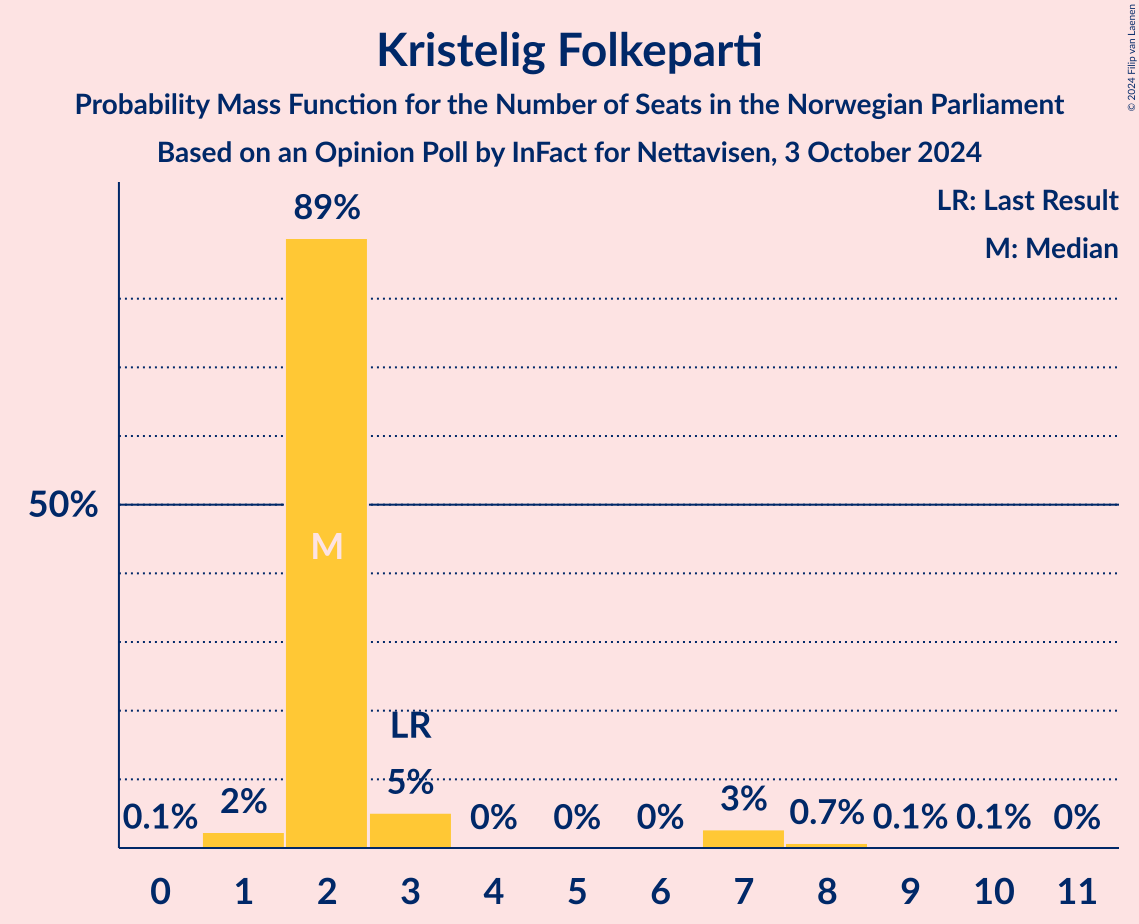 Kristelig Folkeparti
Probability Mass Function for the Number of Seats in the Norwegian Parliament
Based on an Opinion Poll by InFact for Nettavisen, 3 October 2024
© 2024 Filip van Laenen
LR: Last Result
M: Median
89%
50%
M
LR
0.1% 2% 5% 0% 0% 0% 3% 0.7% 0.1% 0.1% 0%
0 1 2 3 4 5 6 7 8 9 10 11